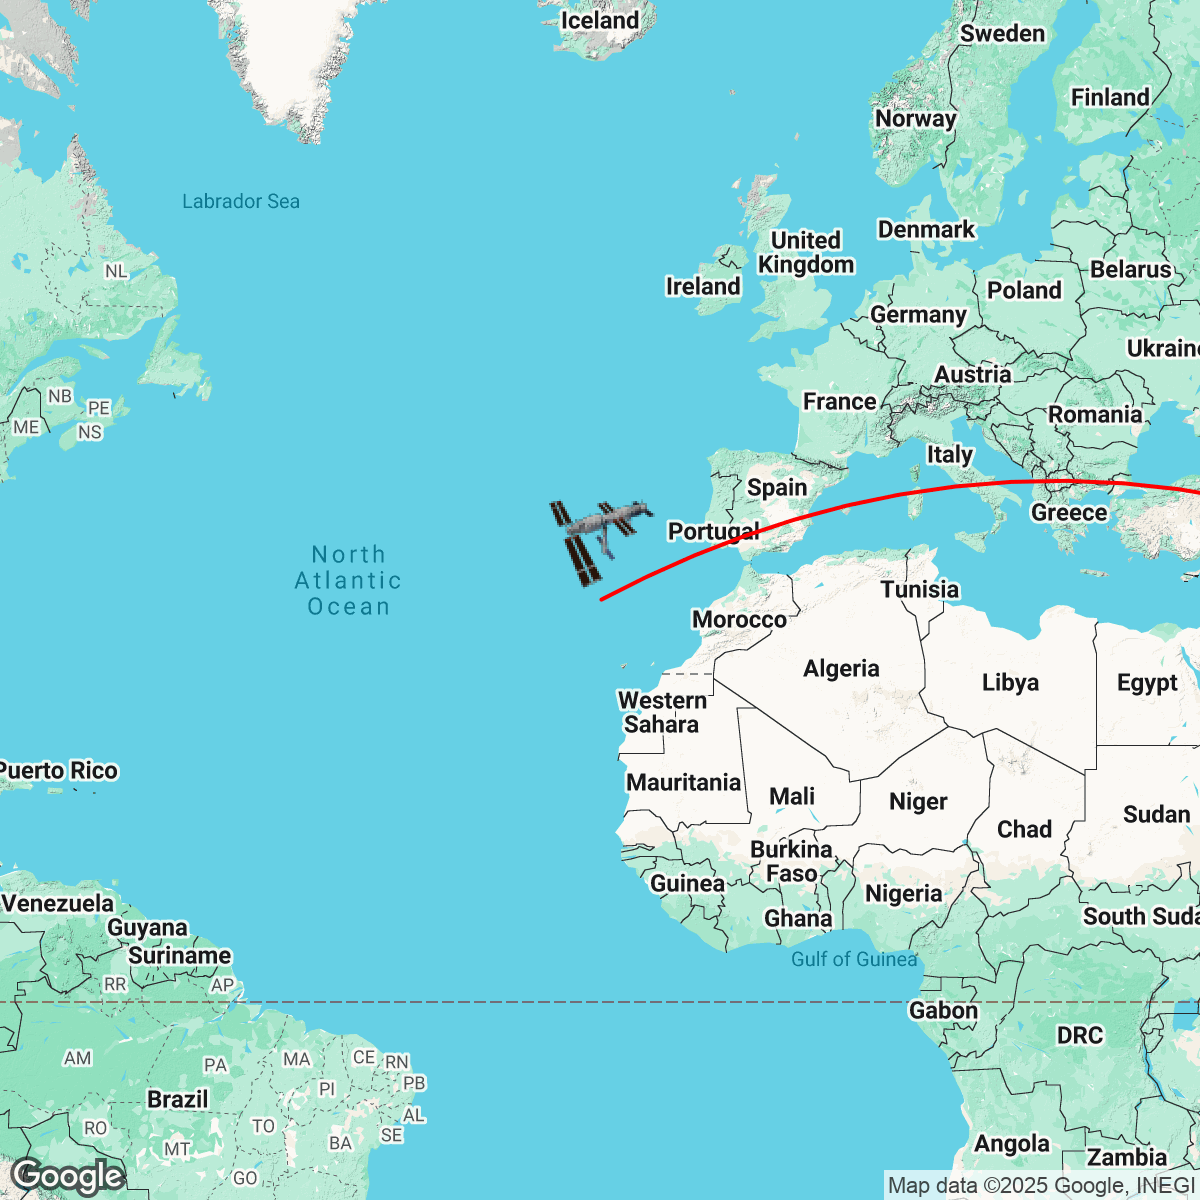 Iceland
Sweden
Finland
Norway
Labrador Sea
Denmark
United
Kingdom
Belarus
NL
Ireland
Poland
Germany
Ukraine
Austria
NB
PE
France
Romania
ME
NS
Italy
Spain
Greece
Portugal
North
Atlantic
Ocean
Tunisia
Morocco
Algeria
Libya
Egypt
Western
Sahara
Puerto Rico
Mauritania
Mali
Niger
Sudan
Chad
Burkina
Faso
Guinea
Nigeria
Venezuela
Ghana
South Suda
Guyana
Suriname
Gulf of Guinea
RR
AP
Gabon
DRC
AM
PA
MA
CE
RN
PI
PB
Brazil
AL
RO
TO
SE
MT
BA
Angola
Zambia
GO
Google
Map data ©2025 Google, INEGI